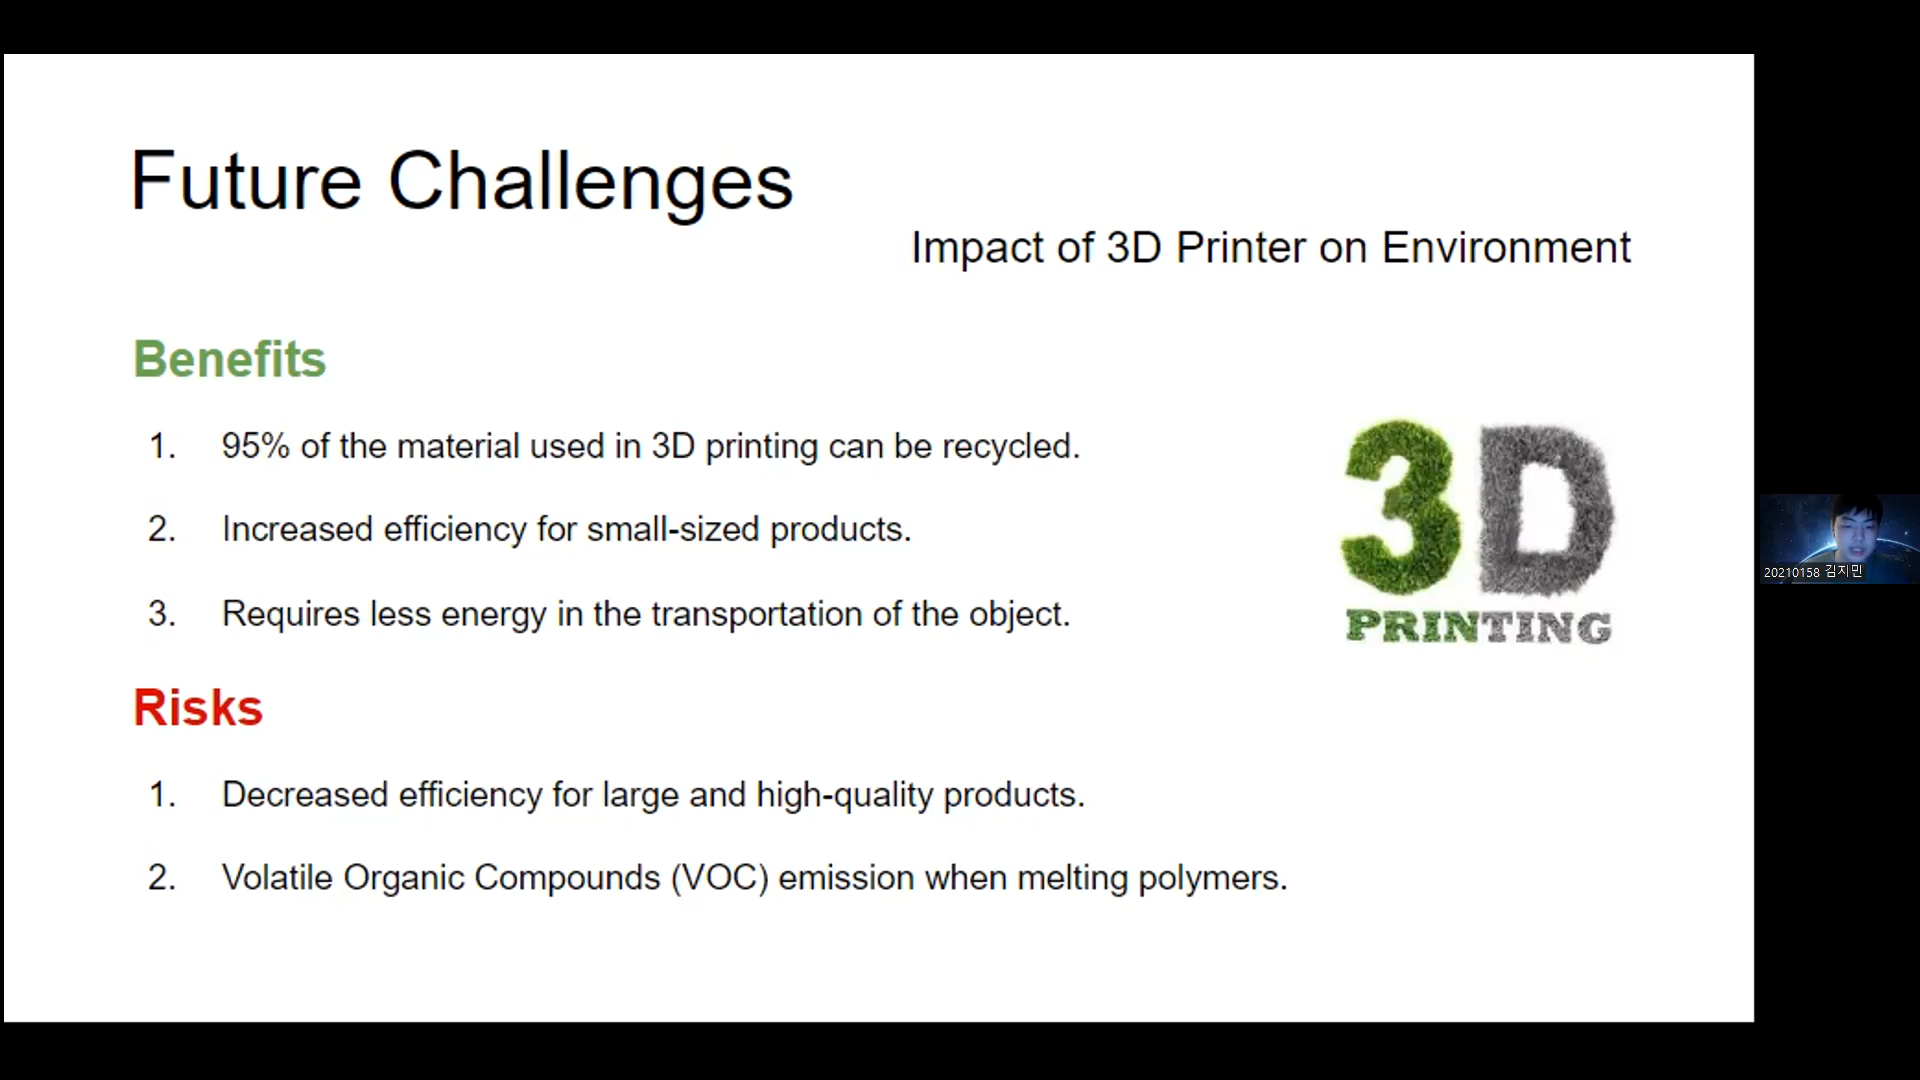 Future Challenges
Impact of 3D Printer on Environment
Benefits
1. 95% of the material used in 3D printing can be recycled.
2. Increased efficiency for small-sized products.
3. Requires less energy in the transportation of the object.
3D
PRINTING
Risks
1. Decreased efficiency for large and high-quality products.
2. Volatile Organic Compounds (VOC) emission when melting polymers.
20210158 김지민